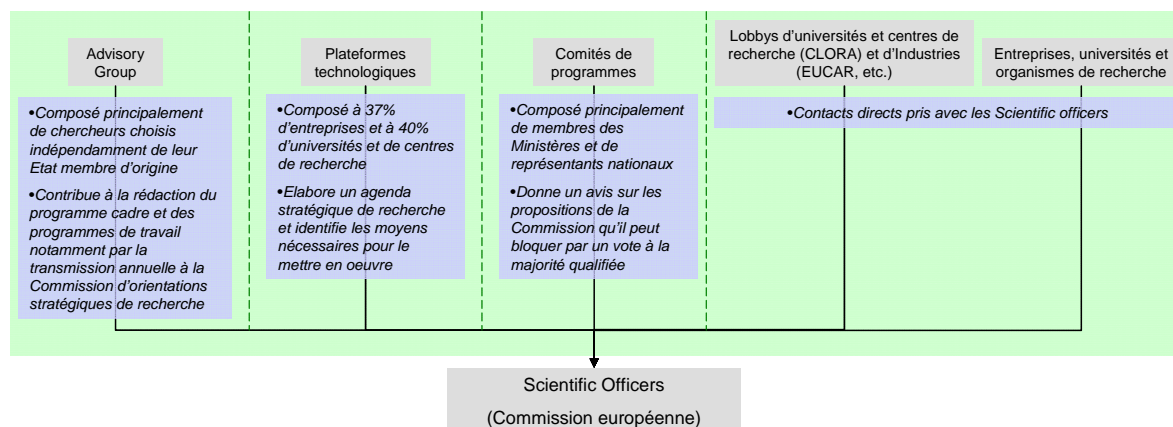 Advisory
Group
•Composé principalement
de chercheurs choisis
indépendamment de leur
Etat membre d'origine
•Contribue à la rédaction du
programme cadre et des
programmes de travail
notamment par la
transmission annuelle à la
Commission d'orientations
stratégiques de recherche
Plateformes
technologiques
•Composé à 37%
d'entreprises et à 40%
d'universités et de centres
de recherche
•Elabore un agenda
stratégique de recherche
et identifie les moyens
nécessaires pour le
mettre en oeuvre
Comités de
programmes
•Composé principalement
de membres des
Ministères et de
représentants nationaux
•Donne un avis sur les
propositions de la
Commission qu'il peut
bloquer par un vote à la
majorité qualifiée
Lobbys d'universités et centres de
recherche (CLORA) et d'Industries
(EUCAR, etc.)
Entreprises, universités et
organismes de recherche
•Contacts directs pris avec les Scientific officers
Scientific Officers
(Commission européenne)